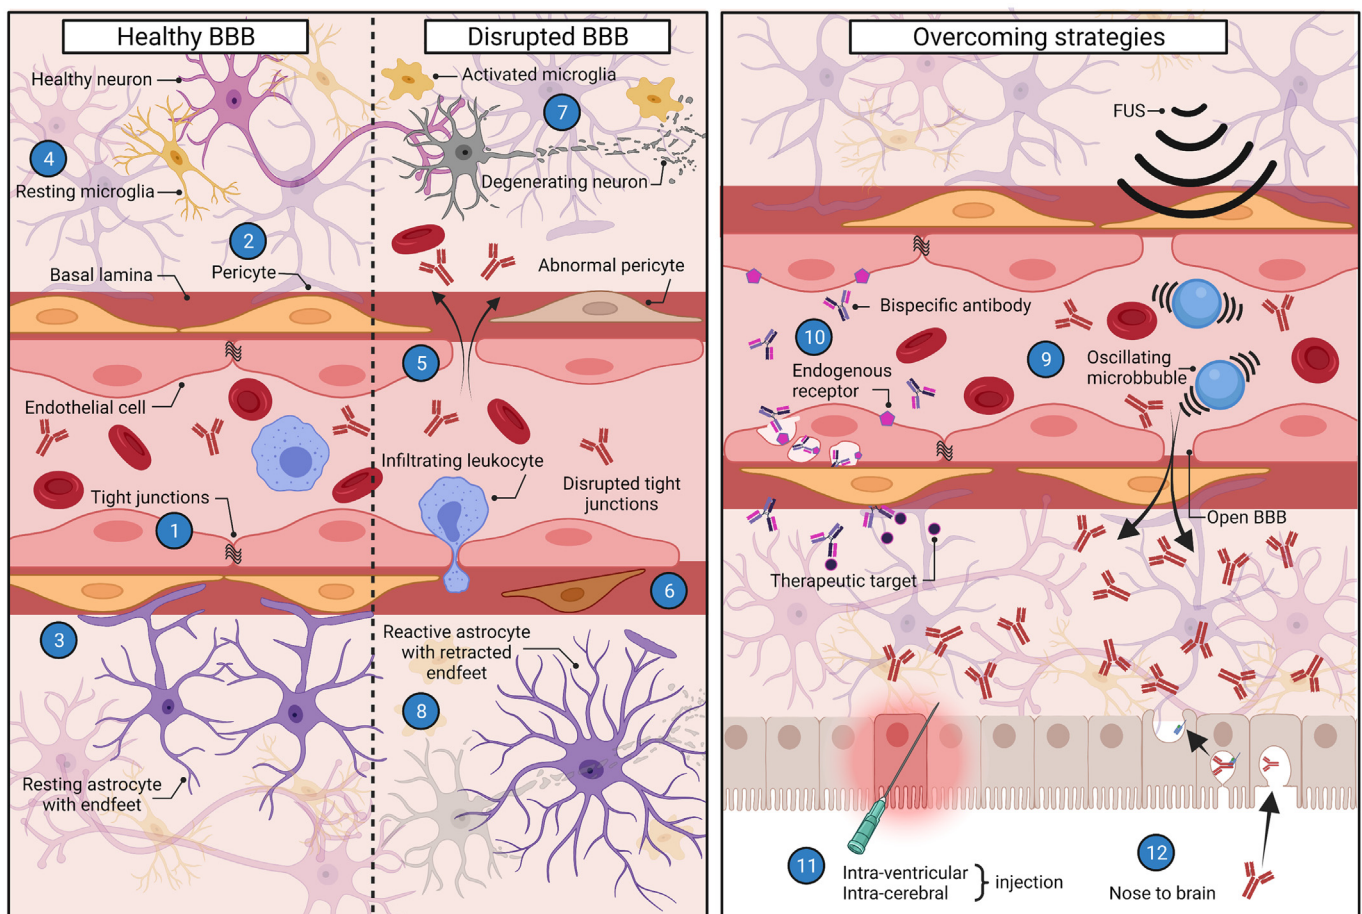 Healthy BBB
Disrupted BBB
Overcoming strategies
Healthy neuron
4
Resting microglia
2
Pericyte
Basal lamina
Endothelial cell
Tight junctions
1
3
Resting astrocyte
with endfeet
Activated microglia
7
Degenerating neuron
Abnormal pericyte
5
Infiltrating leukocyte
Disrupted tight
junctions
6
Reactive astrocyte
with retracted
endfeet
8
FUS
Bispecific antibody
10
Endogenous
receptor
9
Oscillating
microbbuble
Open BBB
Therapeutic target
11
Intra-ventricular
Intra-cerebral
injection
12
Nose to brain